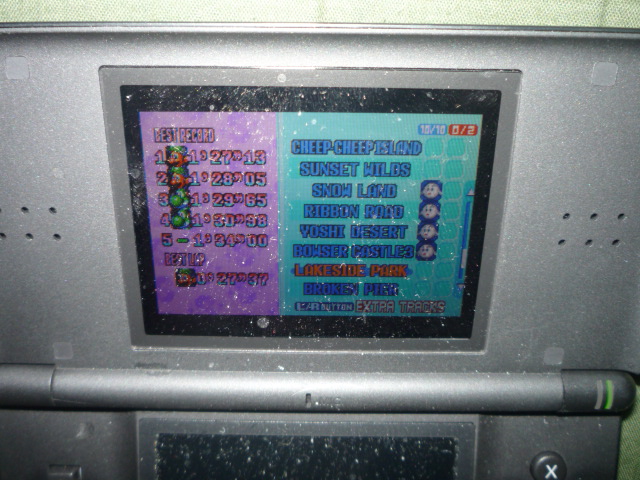 BEST RECORD
1 1'27"13
2 1'28"05
3 1'29"65
4 1'30"38
5 - 1'34"00
BEST LAP
0'27"37
10/10 0/2
CHEEP-CHEEP ISLAND
SUNSET WILDS
SNOW LAND
RIBBON ROAD
YOSHI DESERT
BOWSER CASTLE3
LAKESIDE PARK
BROKEN PIER
L OR R BUTTON EXTRA TRACKS
X